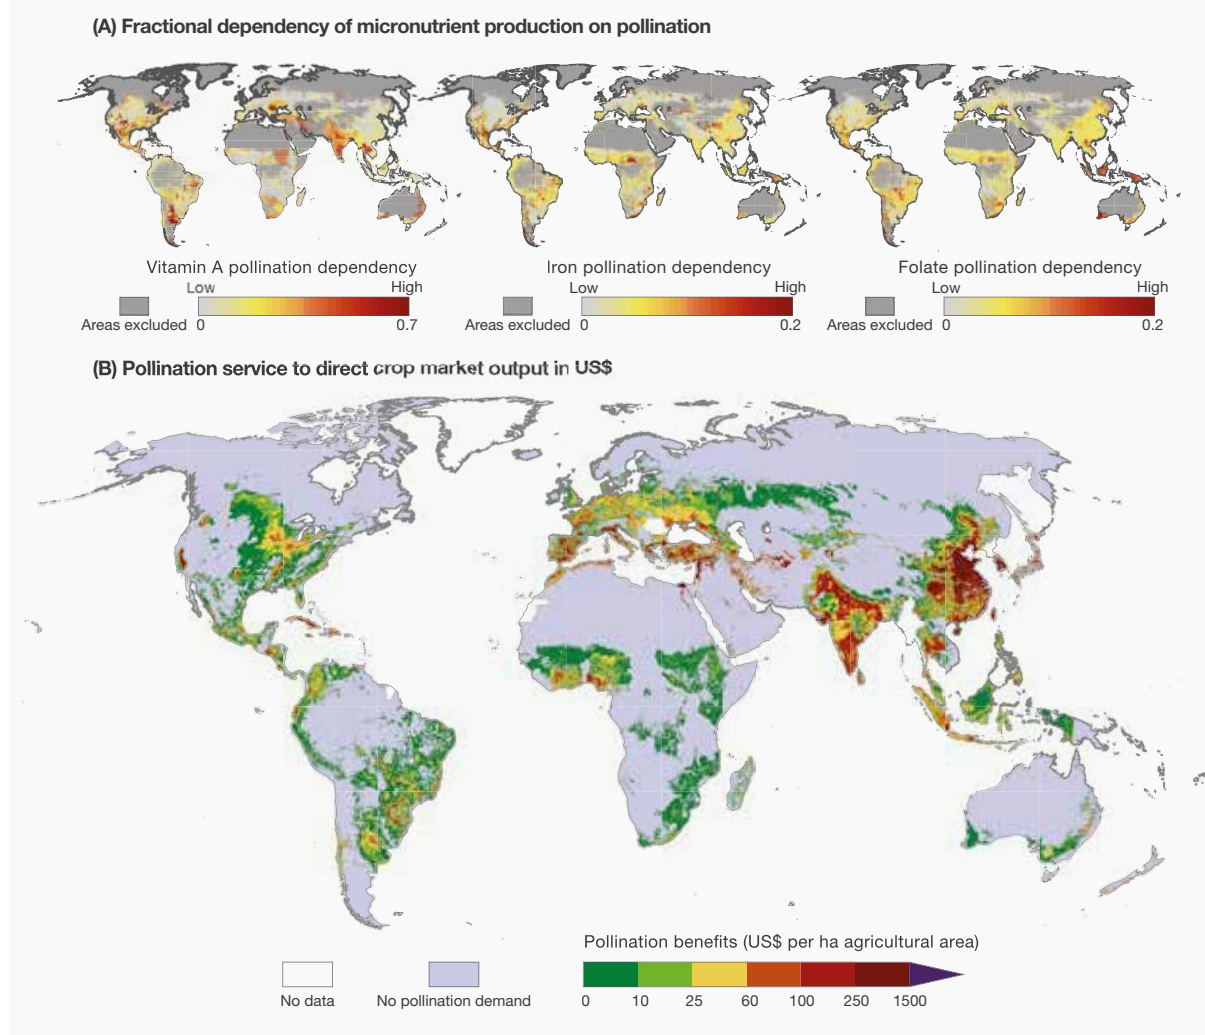 (A) Fractional dependency of micronutrient production on pollination
Vitamin A pollination dependency
Low High
Areas excluded 0 0.7
Iron pollination dependency
Low High
Areas excluded 0 0.2
Folate pollination dependency
Low High
Areas excluded 0 0.2
(B) Pollination service to direct crop market output in US$
Pollination benefits (US$ per ha agricultural area)
No data
No pollination demand
0 10 25 60 100 250 1500